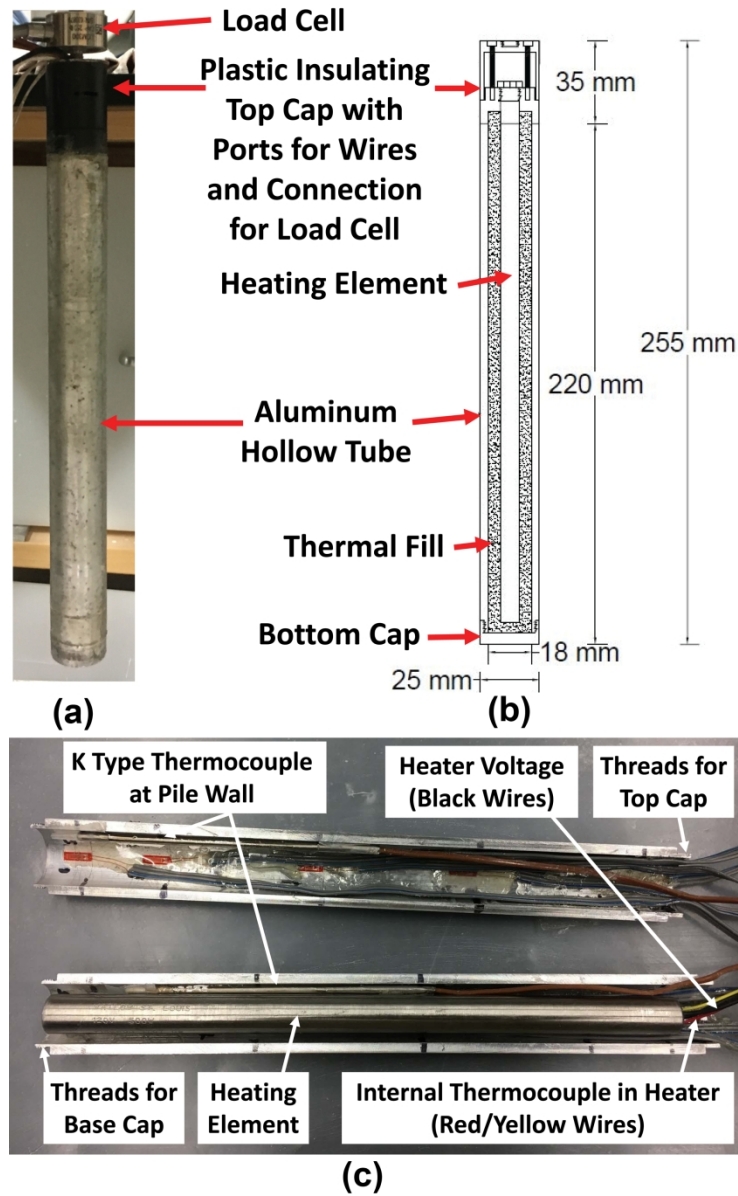 Load Cell
Plastic Insulating
Top Cap with
Ports for Wires
and Connection
for Load Cell
Heating Element
Aluminum
Hollow Tube
Thermal Fill
Bottom Cap
35 mm
255 mm
220 mm
18 mm
25 mm
(a)
(b)
K Type Thermocouple
at Pile Wall
Heater Voltage
(Black Wires)
Threads for
Top Cap
Threads for
Base Cap
Heating
Element
Internal Thermocouple in Heater
(Red/Yellow Wires)
(c)